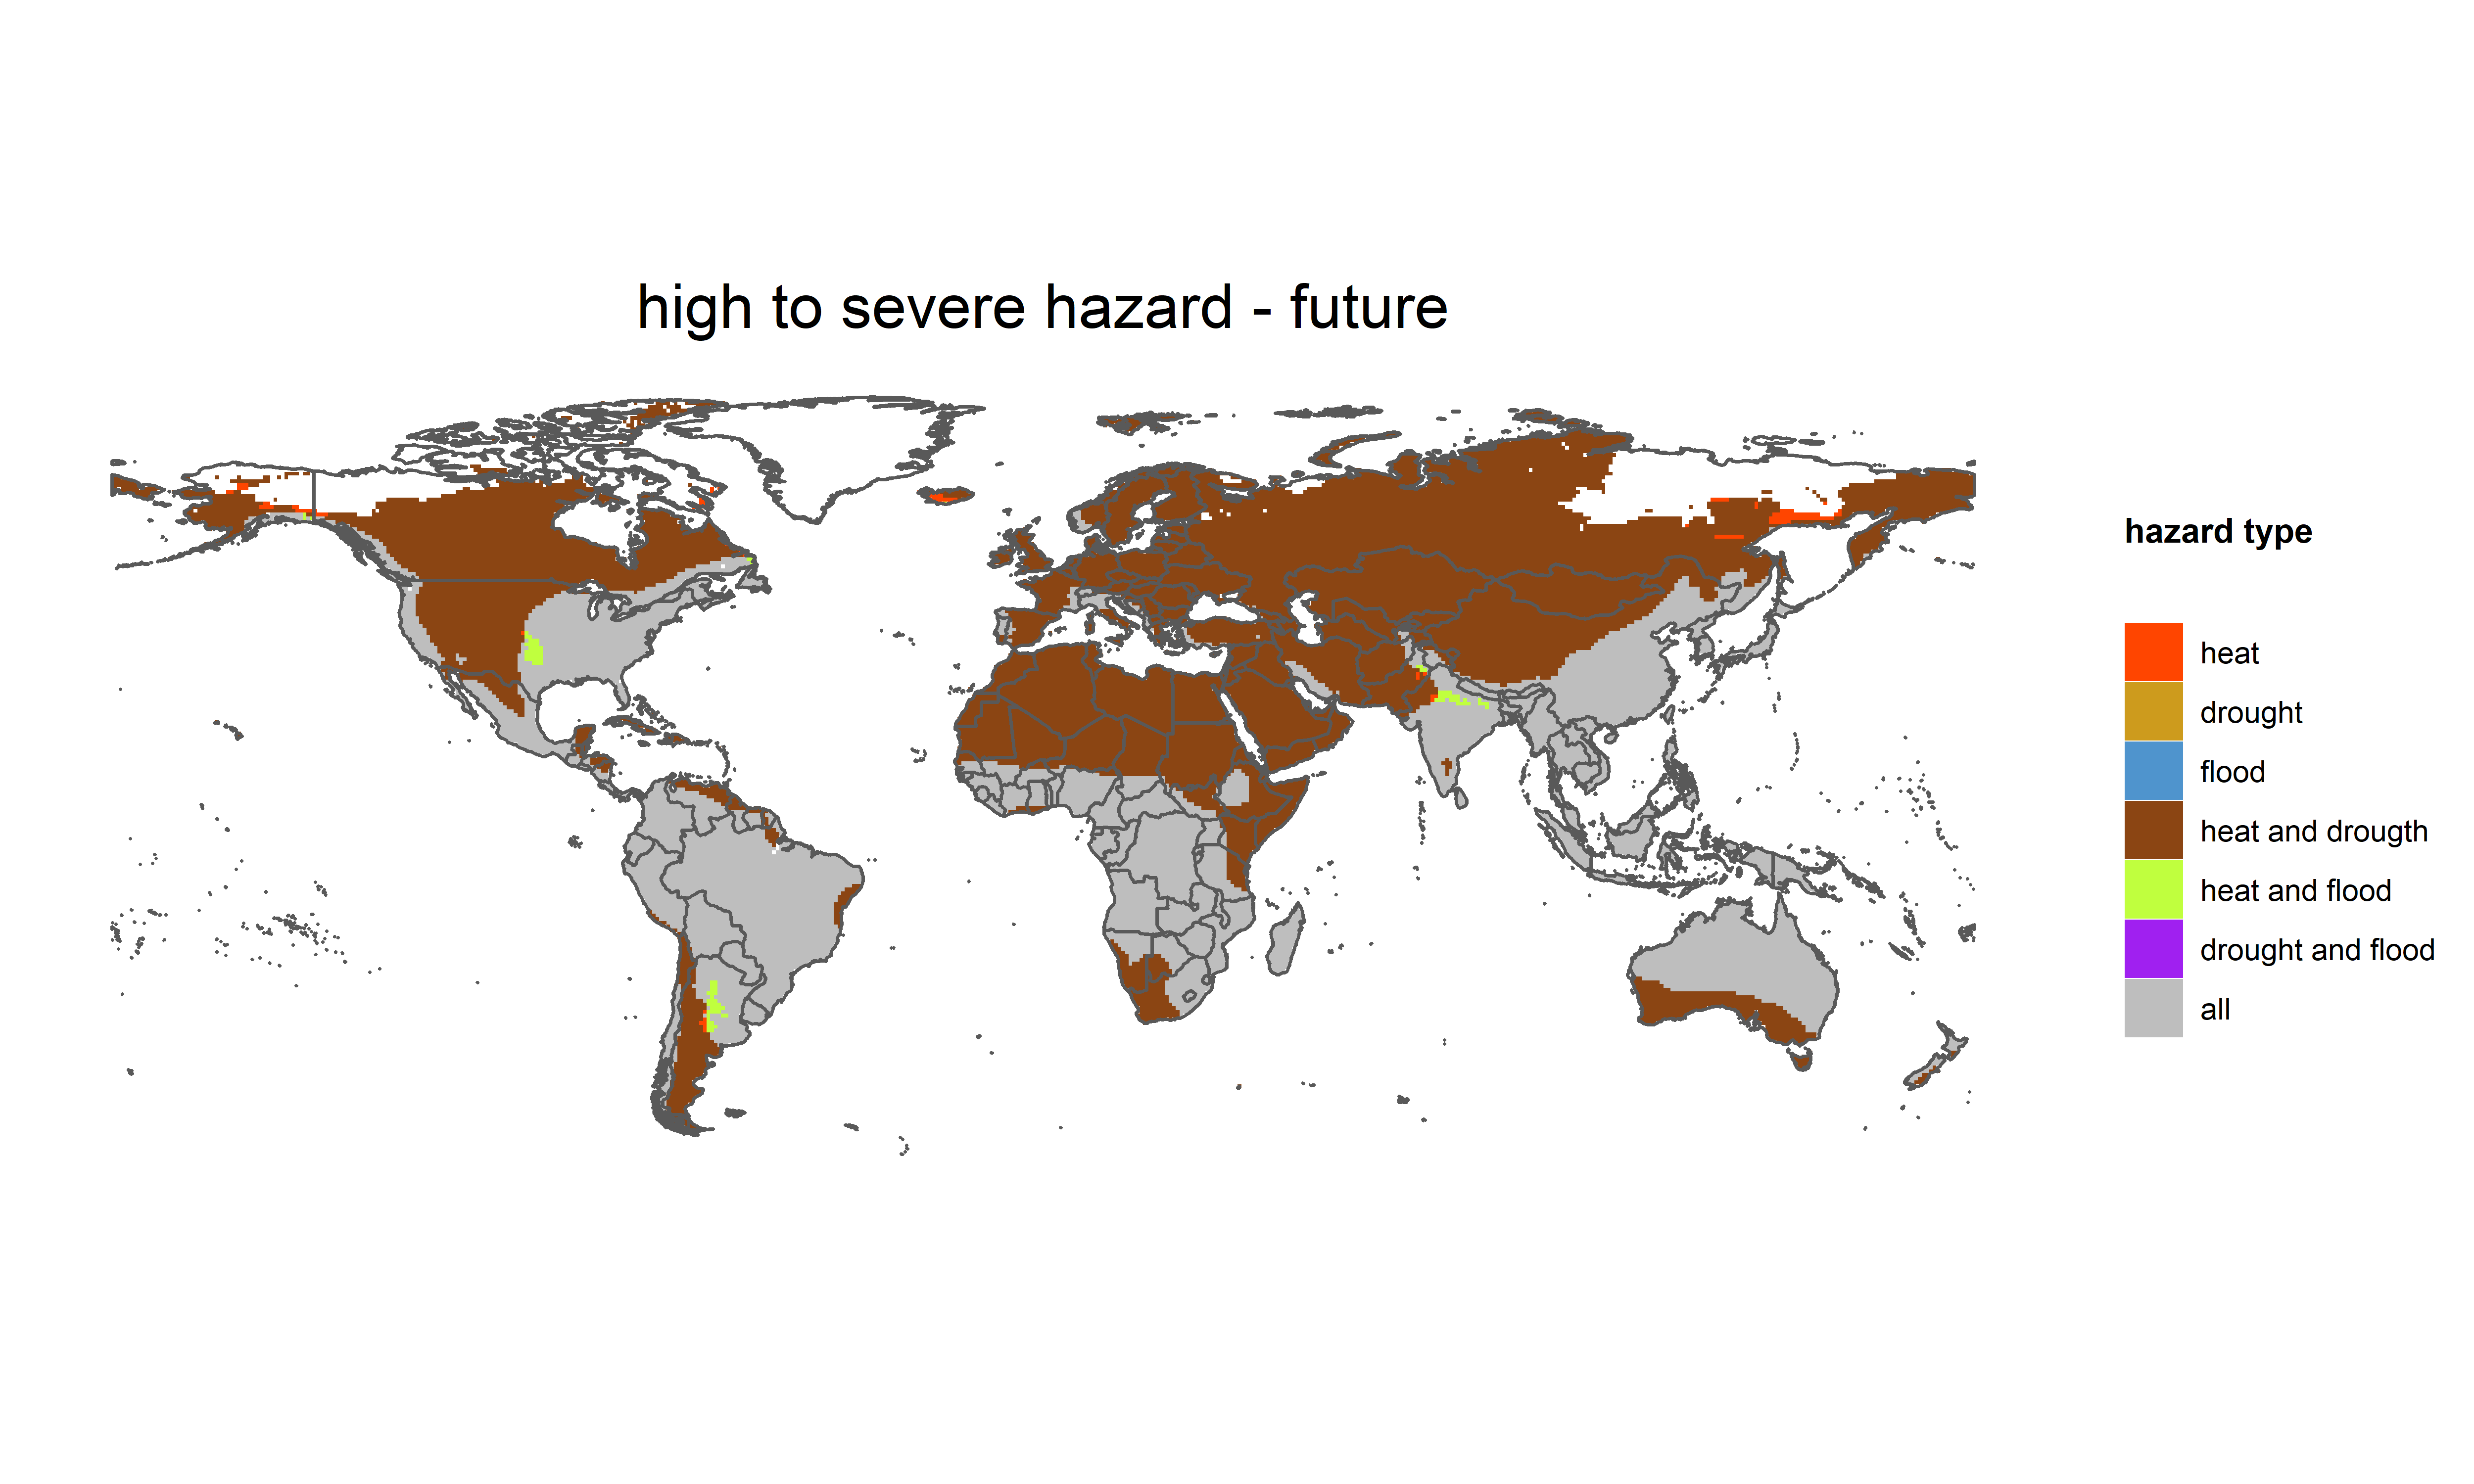 high to severe hazard - future
hazard type
heat
drought
flood
heat and drougth
heat and flood
drought and flood
all